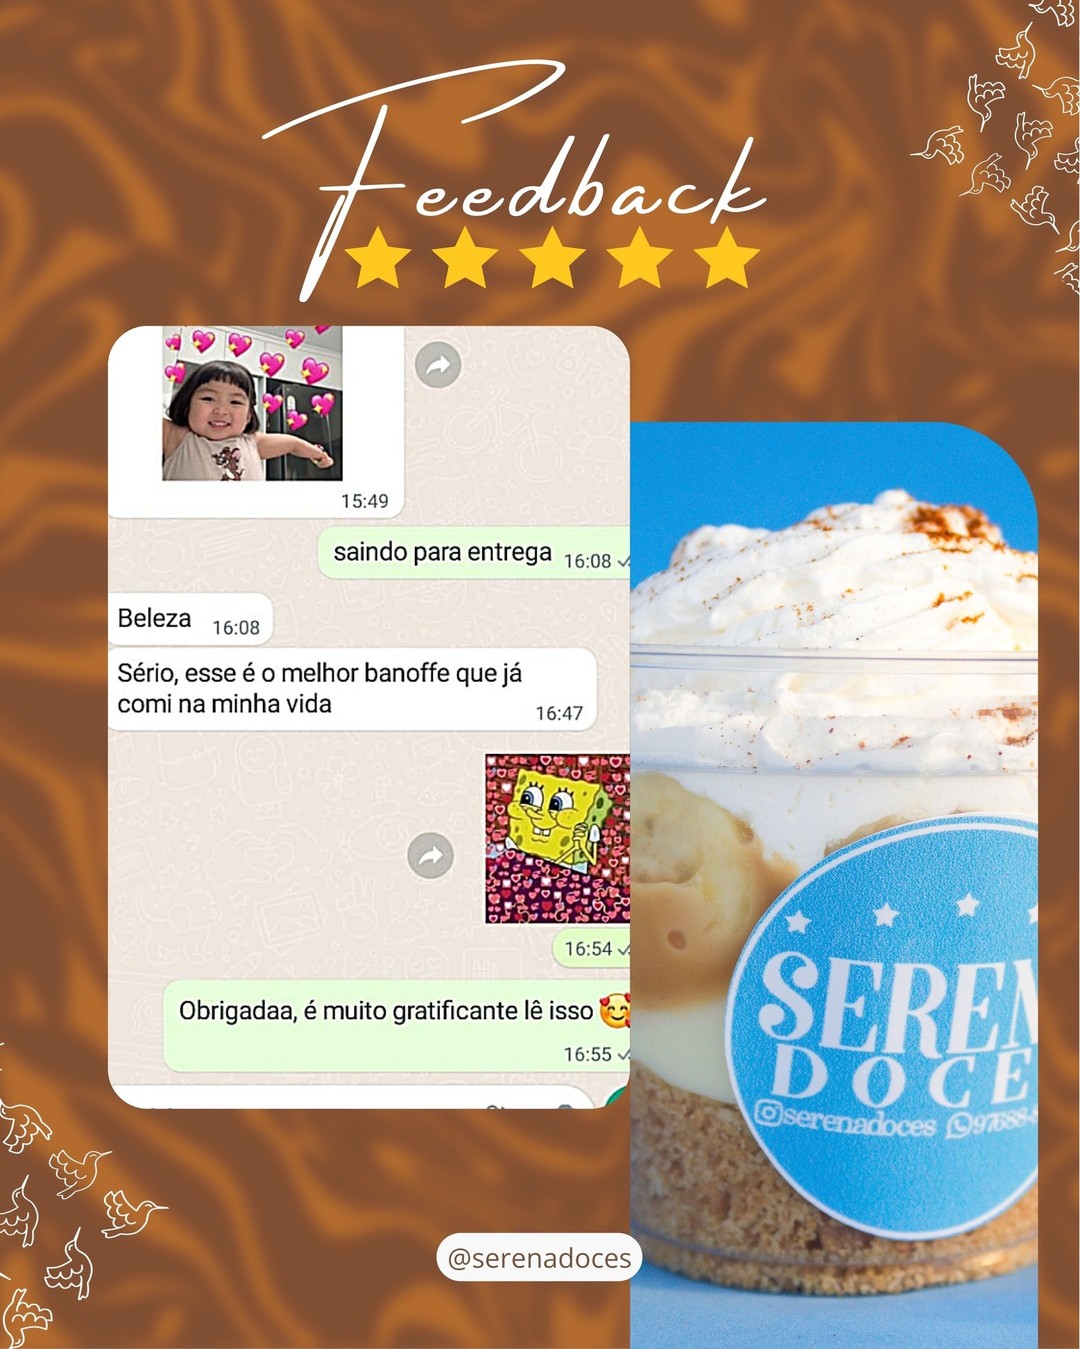 Feedback
15:49
saindo para entrega 16:08
Beleza 16:08
Sério, esse é o melhor banoffe que já
comi na minha vida 16:47
16:54
Obrigadaa, é muito gratificante lê isso
16:55
SEREN
DOCE
@serenadoces
@serenadoces